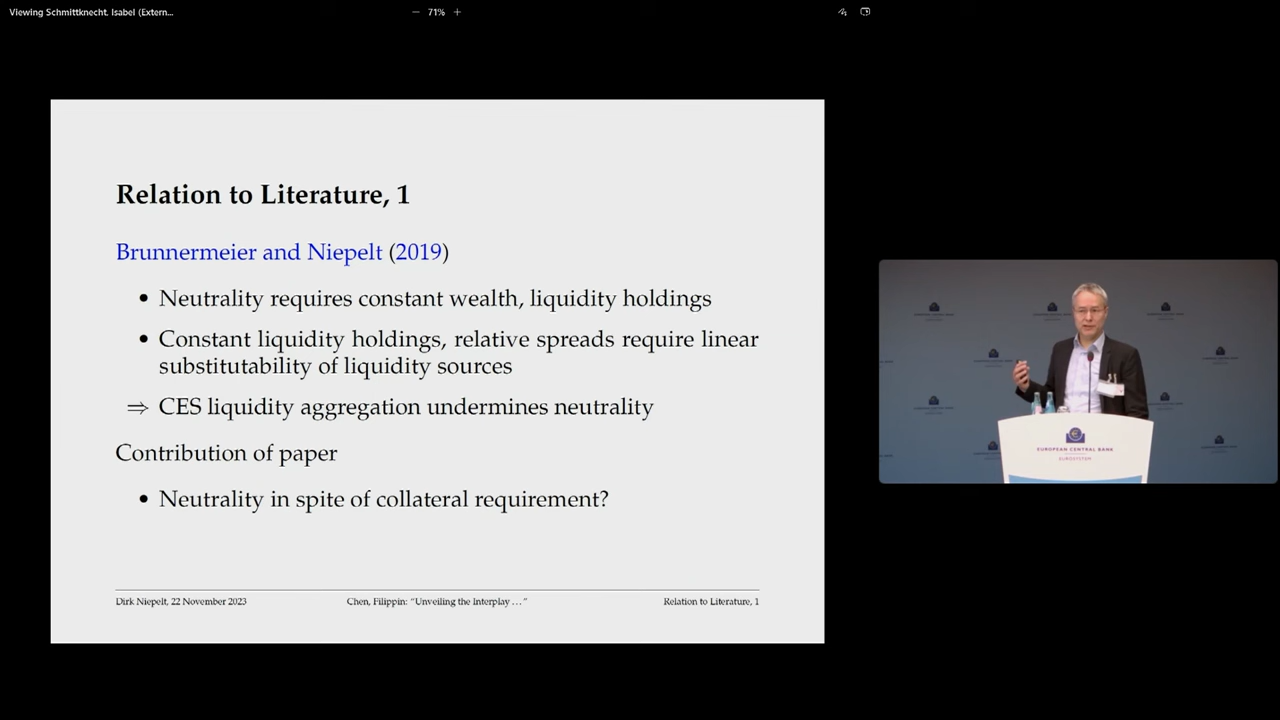 Viewing Schmittknecht, Isabel (Extern...
71%
Relation to Literature, 1
Brunnermeier and Niepelt (2019)
• Neutrality requires constant wealth, liquidity holdings
• Constant liquidity holdings, relative spreads require linear
substitutability of liquidity sources
⇒ CES liquidity aggregation undermines neutrality
Contribution of paper
• Neutrality in spite of collateral requirement?
Dirk Niepelt, 22 November 2023
Chen, Filippin: “Unveiling the Interplay ...”
Relation to Literature, 1
EUROPEAN CENTRAL BANK
EUROSYSTEM